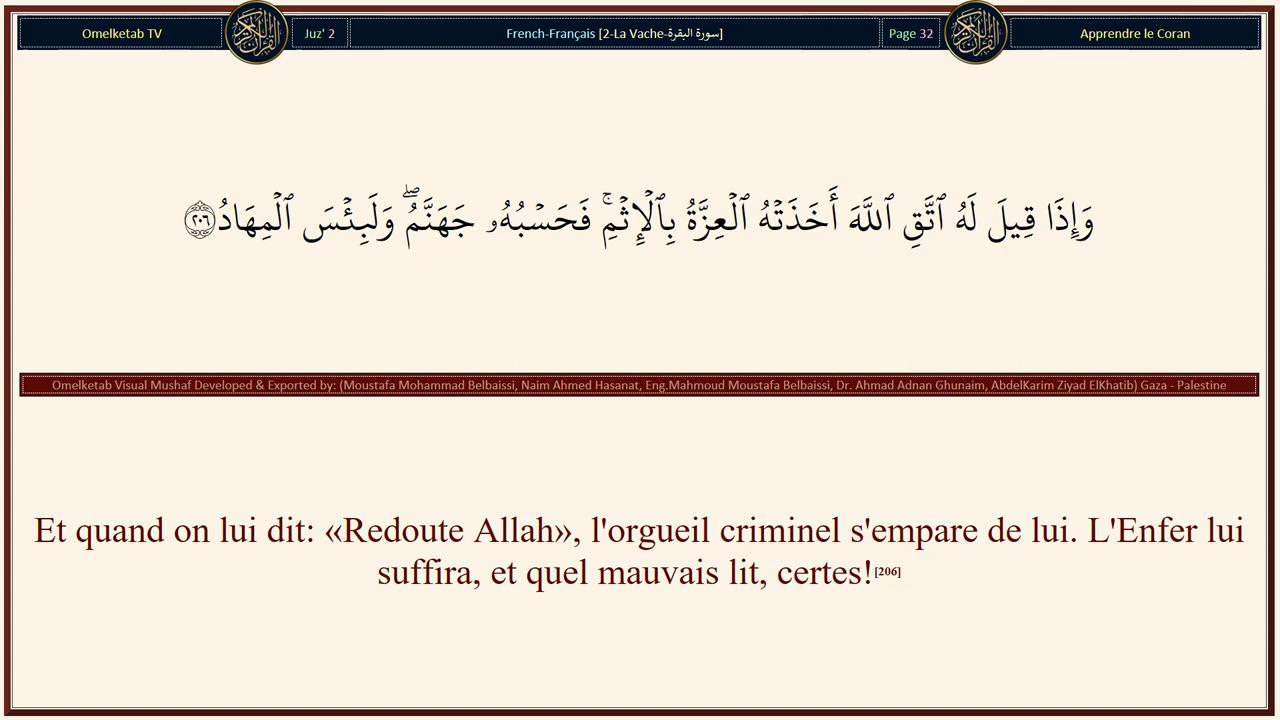 Omelketab TV
Juz' 2
French-Français [2-La Vache-سورة البقرة]
Page 32
Apprendre le Coran
وَإِذَا قِيلَ لَهُ ٱتَّقِ ٱللَّهَ أَخَذَتۡهُ ٱلۡعِزَّةُ بِٱلۡإِثۡمِۚ فَحَسۡبُهُۥ جَهَنَّمُۖ وَلَبِئۡسَ ٱلۡمِهَادُ ٢٠٦
Omelketab Visual Mushaf Developed & Exported by: (Moustafa Mohammad Belbaissi, Naim Ahmed Hasanat, Eng.Mahmoud Moustafa Belbaissi, Dr. Ahmad Adnan Ghunaim, AbdelKarim Ziyad ElKhatib) Gaza - Palestine
Et quand on lui dit: «Redoute Allah», l'orgueil criminel s'empare de lui. L'Enfer lui
suffira, et quel mauvais lit, certes![206]